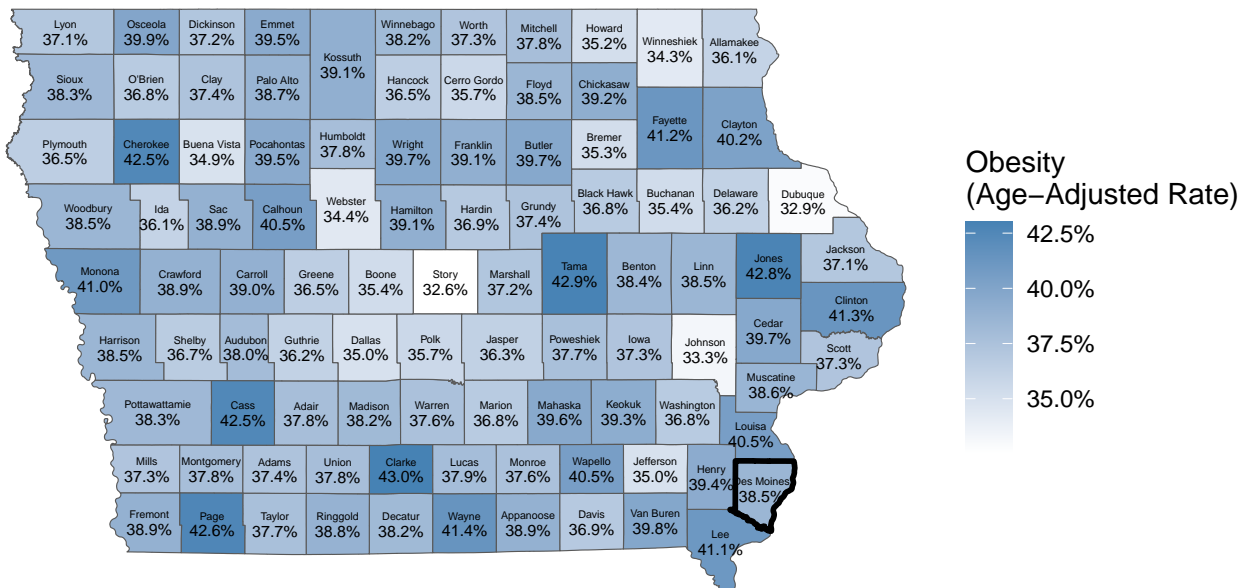 Lyon
37.1%
Osceola
39.9%
Dickinson
37.2%
Emmet
39.5%
Kossuth
39.1%
Winnebago
38.2%
Worth
37.3%
Mitchell
37.8%
Howard
35.2%
Winneshiek
34.3%
Allamakee
36.1%
Sioux
38.3%
O'Brien
36.8%
Clay
37.4%
Palo Alto
38.7%
Hancock
36.5%
Cerro Gordo
35.7%
Floyd
38.5%
Chickasaw
39.2%
Fayette
41.2%
Clayton
40.2%
Plymouth
36.5%
Cherokee
42.5%
Buena Vista
34.9%
Pocahontas
39.5%
Humboldt
37.8%
Wright
39.7%
Franklin
39.1%
Butler
39.7%
Bremer
35.3%
Woodbury
38.5%
Ida
36.1%
Sac
38.9%
Calhoun
40.5%
Webster
34.4%
Hamilton
39.1%
Hardin
36.9%
Grundy
37.4%
Black Hawk
36.8%
Buchanan
35.4%
Delaware
36.2%
Dubuque
32.9%
Monona
41.0%
Crawford
38.9%
Carroll
39.0%
Greene
36.5%
Boone
35.4%
Story
32.6%
Marshall
37.2%
Tama
42.9%
Benton
38.4%
Linn
38.5%
Jones
42.8%
Jackson
37.1%
Clinton
41.3%
Harrison
38.5%
Shelby
36.7%
Audubon
38.0%
Guthrie
36.2%
Dallas
35.0%
Polk
35.7%
Jasper
36.3%
Poweshiek
37.7%
Iowa
37.3%
Johnson
33.3%
Cedar
39.7%
Scott
37.3%
Muscatine
38.6%
Pottawattamie
38.3%
Cass
42.5%
Adair
37.8%
Madison
38.2%
Warren
37.6%
Marion
36.8%
Mahaska
39.6%
Keokuk
39.3%
Washington
36.8%
Louisa
40.5%
Mills
37.3%
Montgomery
37.8%
Adams
37.4%
Union
37.8%
Clarke
43.0%
Lucas
37.9%
Monroe
37.6%
Wapello
40.5%
Jefferson
35.0%
Henry
39.4%
Des Moines
38.5%
Fremont
38.9%
Page
42.6%
Taylor
37.7%
Ringgold
38.8%
Decatur
38.2%
Wayne
41.4%
Appanoose
38.9%
Davis
36.9%
Van Buren
39.8%
Lee
41.1%
Obesity
(Age−Adjusted Rate)
42.5%
40.0%
37.5%
35.0%